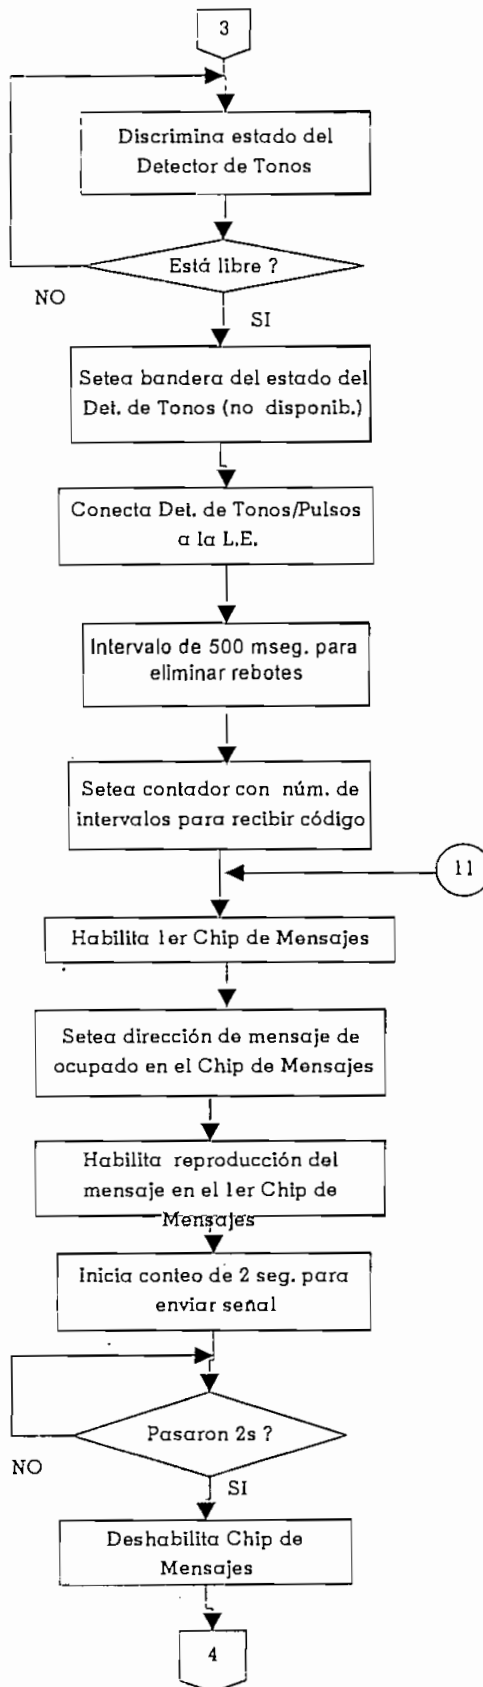 3
Discrimina estado del
Detector de Tonos
Está libre ?
NO
SI
Setea bandera del estado del
Det. de Tonos (no disponib.)
Conecta Det. de Tonos/Pulsos
a la L.E.
Intervalo de 500 mseg. para
eliminar rebotes
Setea contador con núm. de
intervalos para recibir código
11
Habilita 1er Chip de Mensajes
Setea dirección de mensaje de
ocupado en el Chip de Mensajes
Habilita reproducción del
mensaje en el 1er Chip de
Mensajes
Inicia conteo de 2 seg. para
enviar señal
Pasaron 2s ?
NO
SI
Deshabilita Chip de
Mensajes
4